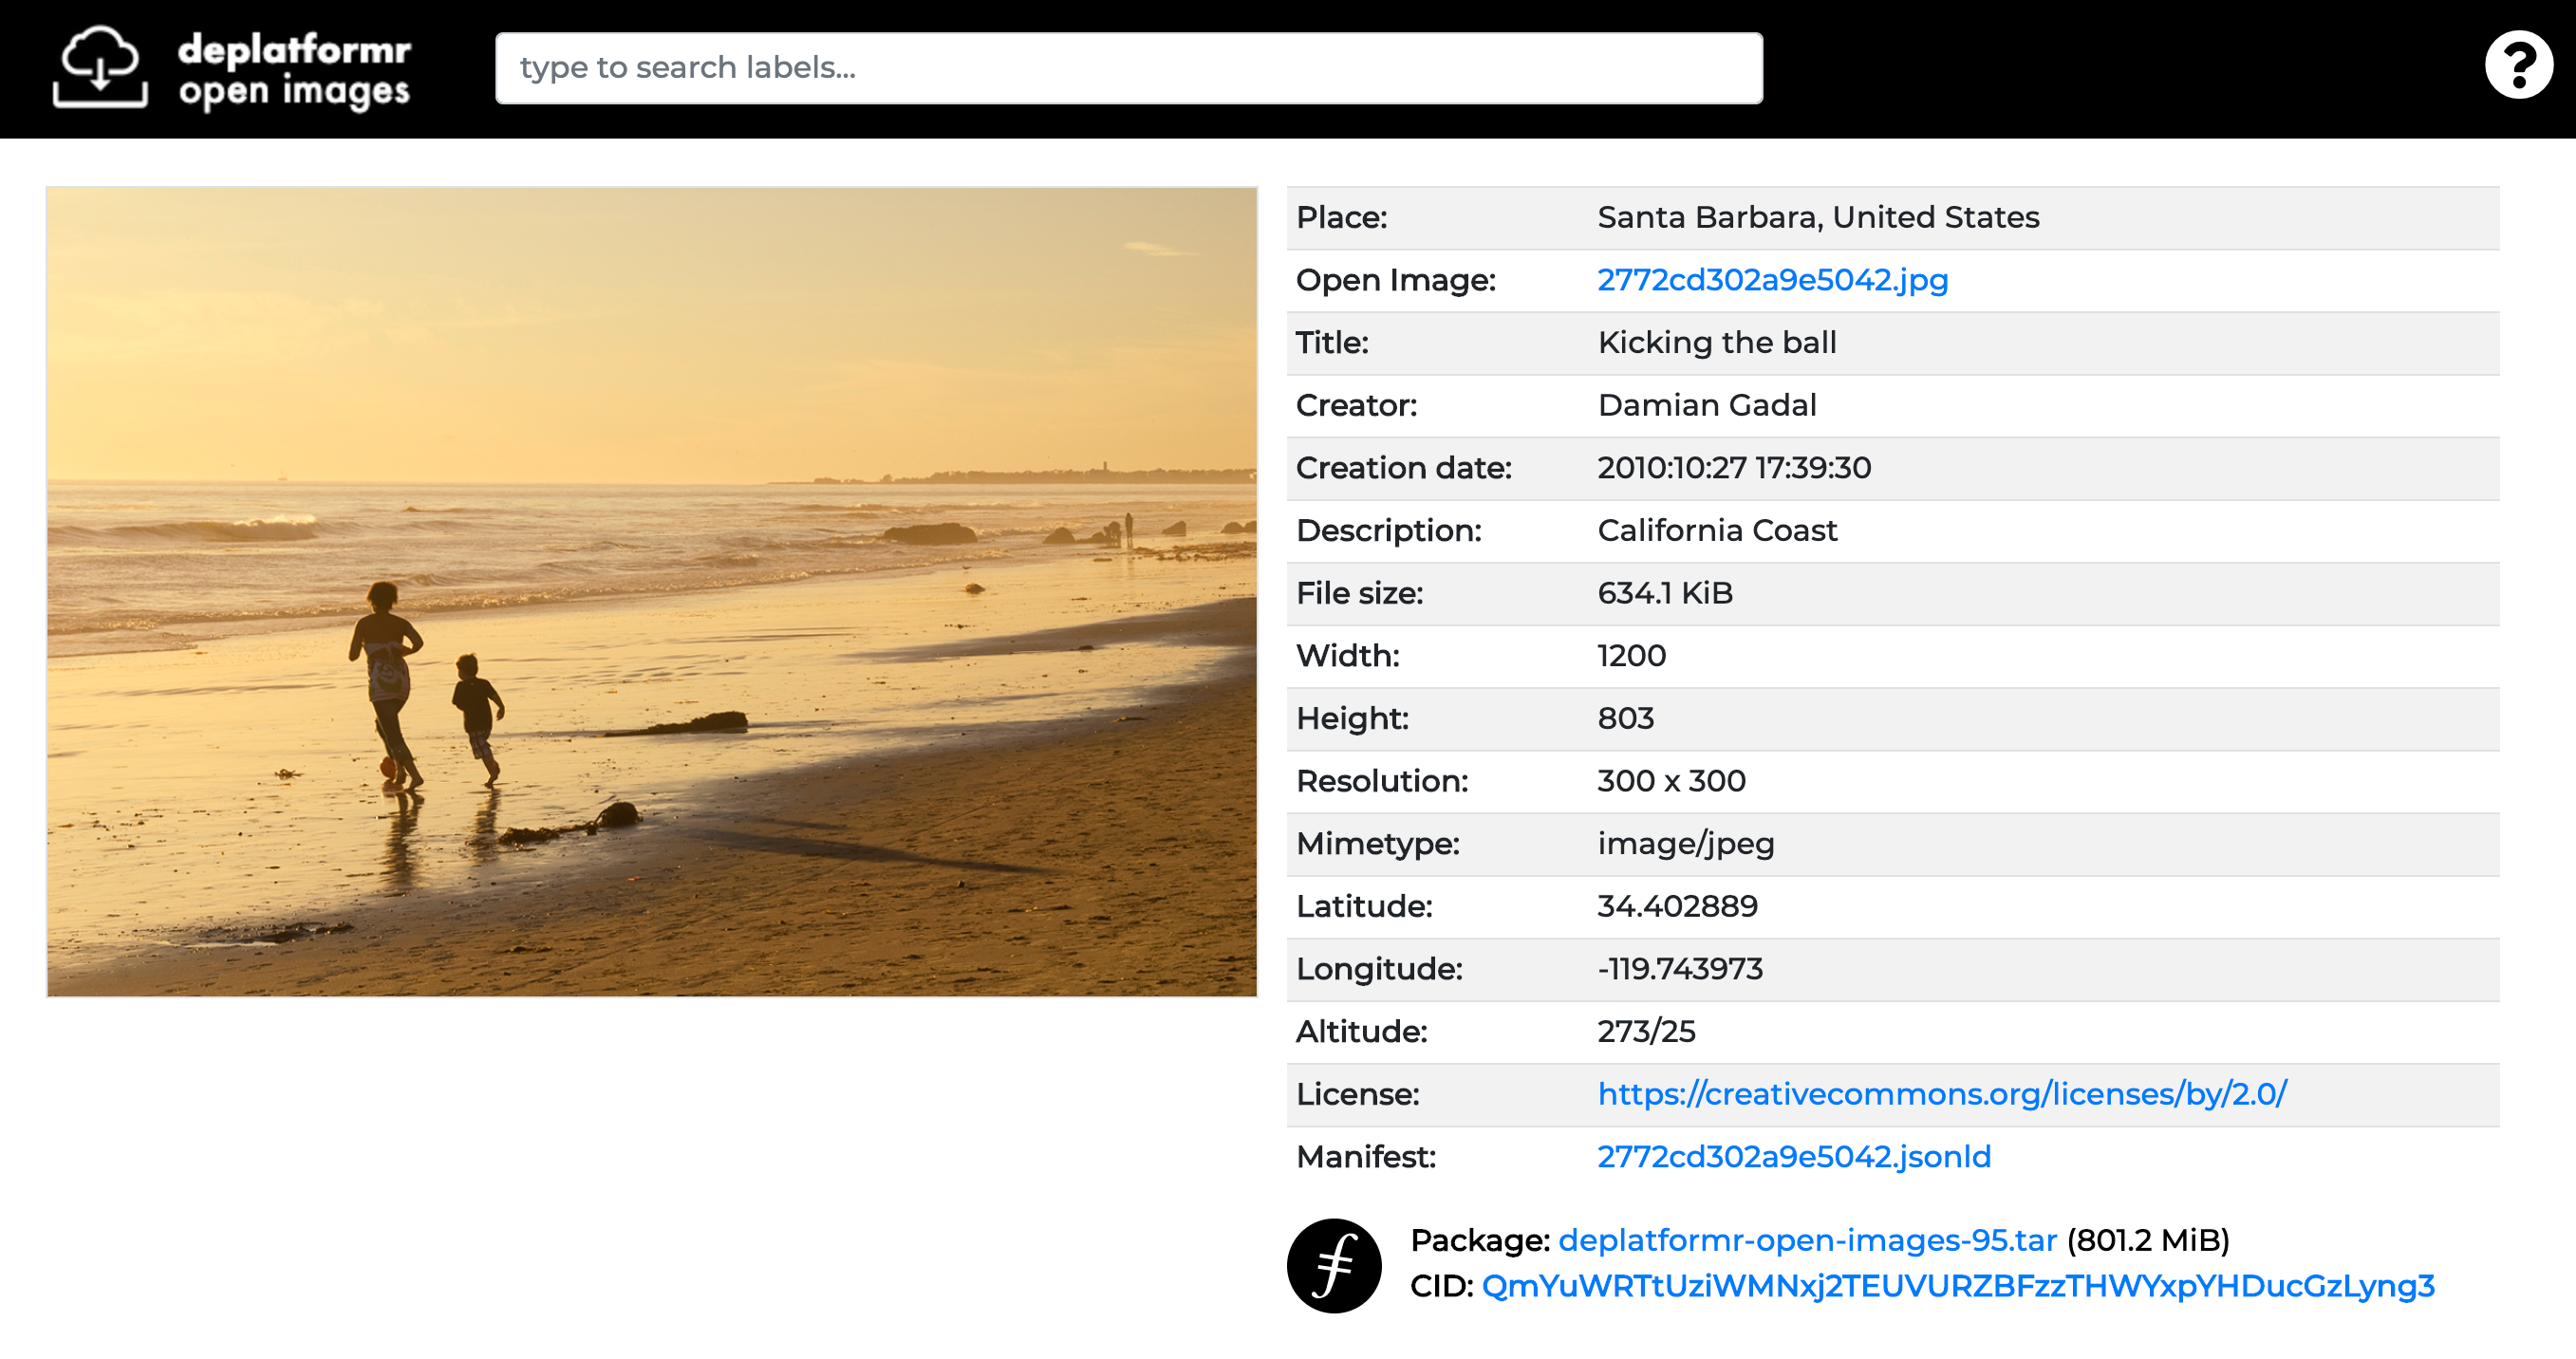 deplatformr
open images
type to search labels...
?
Place: Santa Barbara, United States
Open Image: 2772cd302a9e5042.jpg
Title: Kicking the ball
Creator: Damian Gadal
Creation date: 2010:10:27 17:39:30
Description: California Coast
File size: 634.1 KiB
Width: 1200
Height: 803
Resolution: 300 x 300
Mimetype: image/jpeg
Latitude: 34.402889
Longitude: -119.743973
Altitude: 273/25
License: https://creativecommons.org/licenses/by/2.0/
Manifest: 2772cd302a9e5042.jsonld
Package: deplatformr-open-images-95.tar (801.2 MiB)
CID: QmYuWRTtUziWMNxj2TEUVURZBFzzTHWYxpYHDucGzLyng3